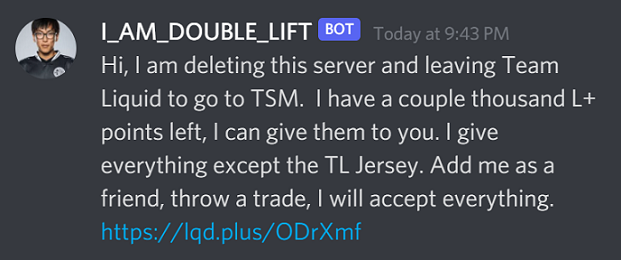 I_AM_DOUBLE_LIFT BOT Today at 9:43 PM
Hi, I am deleting this server and leaving Team
Liquid to go to TSM. I have a couple thousand L+
points left, I can give them to you. I give
everything except the TL Jersey. Add me as a
friend, throw a trade, I will accept everything.
https://lqd.plus/ODrXmf